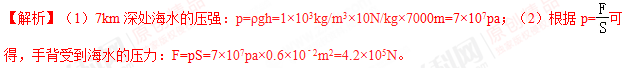 【解析】（1）7km 深处海水的压强：p=ρgh=1×10³kg/m³×10N/kg×7000m=7×10⁷pa；（2）根据 p=F/S可
得，手背受到海水的压力：F=pS=7×10⁷pa×0.6×10⁻²m²=4.2×10⁵N。